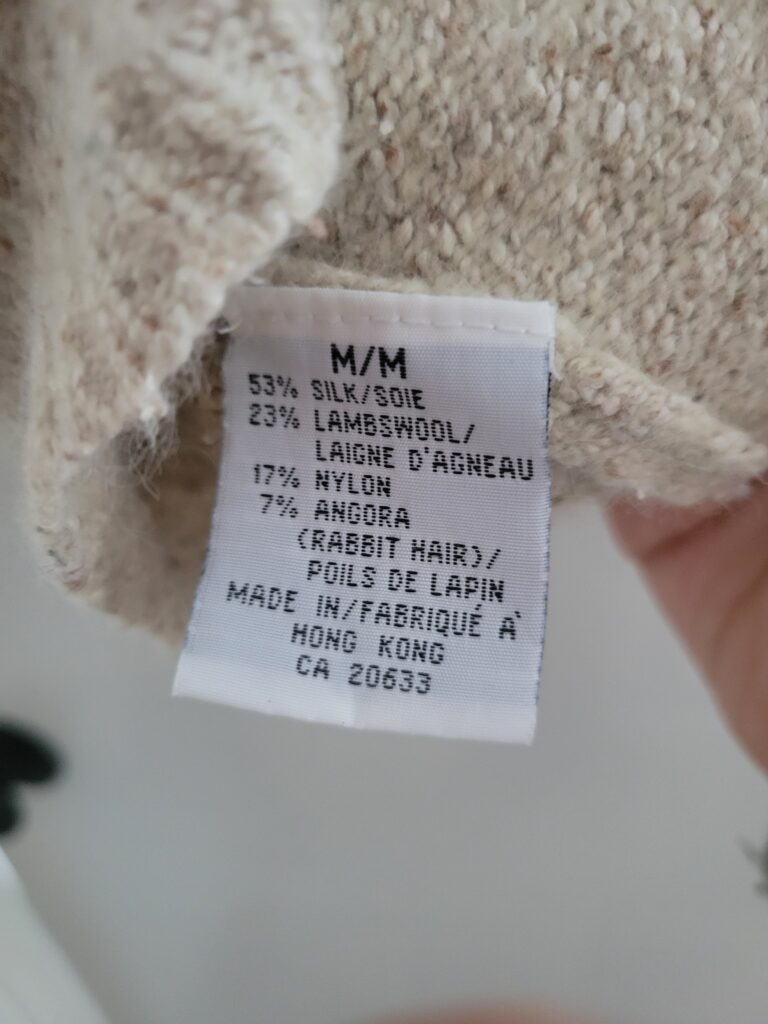 M/M
53% SILK/SOIE
23% LAMBSWOOL/
LAIGNE D'AGNEAU
17% NYLON
7% ANGORA
(RABBIT HAIR)/
POILS DE LAPIN
MADE IN/FABRIQUÉ A`
HONG KONG
CA 20633